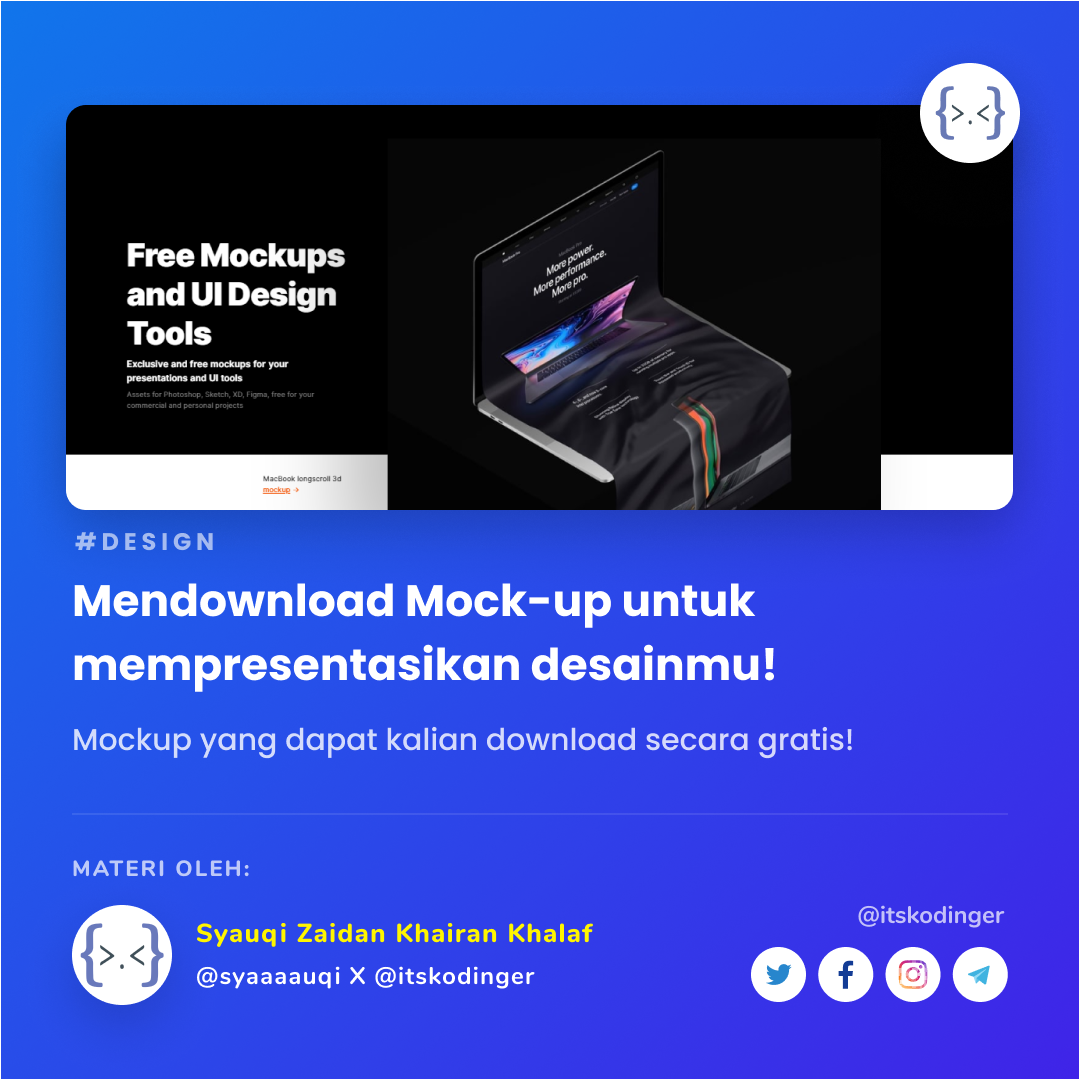 {>.<}
Free Mockups
and UI Design
Tools
Exclusive and free mockups for your
presentations and UI tools
Assets for Photoshop, Sketch, XD, Figma, free for your
commercial and personal projects
MacBook longscroll 3d
mockup →
More power.
More performance.
More pro.
#DESIGN
Mendownload Mock-up untuk
mempresentasikan desainmu!
Mockup yang dapat kalian download secara gratis!
MATERI OLEH:
{>.<}
Syauqi Zaidan Khairan Khalaf
@syaaaauqi X @itskodinger
@itskodinger